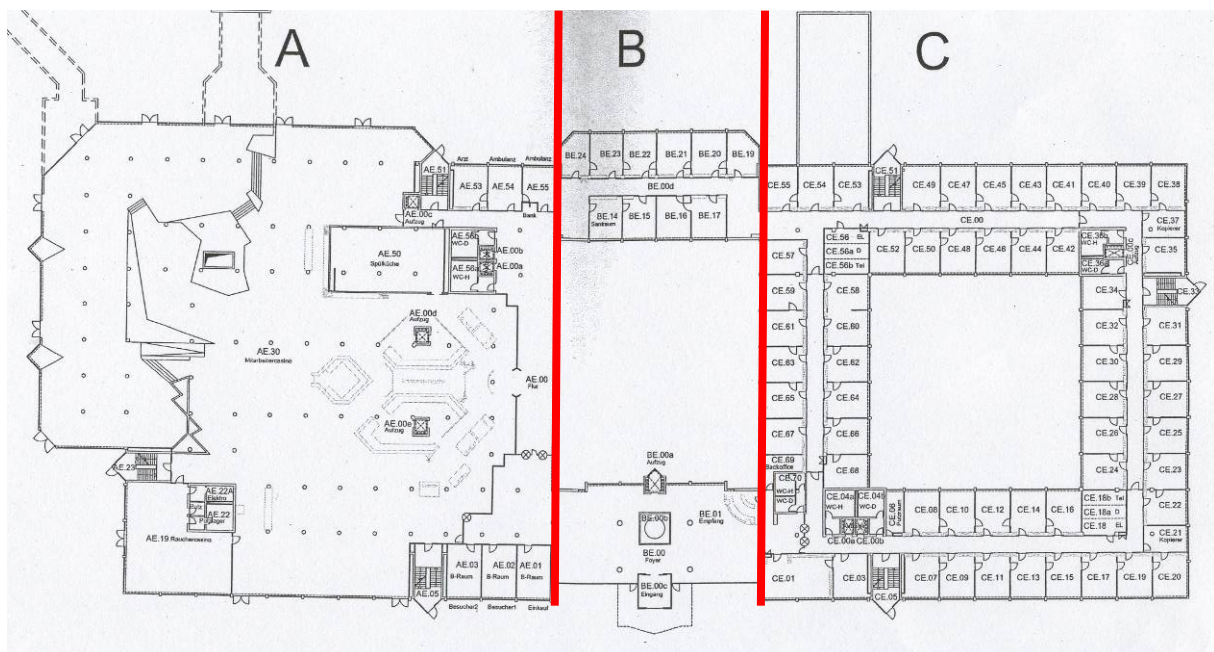 A
B
C
AE.51
Arzt
Ambulanz
Ambulanz
AE.53
AE.54
AE.55
Bank
AE.00c
Aufzug
AE.56b
WC-D
AE.00b
AE.56a
WC-H
AE.00a
AE.50
Spülküche
AE.00d
Aufzug
AE.30
Mitarbeitercasino
AE.00
Flur
AE.00e
Aufzug
AE.23
AE.22A
Elektro
AE.22
Putzlager
AE.19 Rauchercasino
AE.05
AE.03
B-Raum
AE.02
B-Raum
AE.01
B-Raum
Besucher2
Besucher1
Einkauf
BE.24
BE.23
BE.22
BE.21
BE.20
BE.19
BE.00d
BE.14
BE.15
BE.16
BE.17
BE.00a
Aufzug
BE.01
Empfang
BE.00b
BE.00
Foyer
BE.00c
Eingang
CE.55
CE.54
CE.53
CE.51
CE.49
CE.47
CE.45
CE.43
CE.41
CE.40
CE.39
CE.38
CE.00
CE.37
Kopierer
CE.56 EL
CE.56a D
CE.56b Tel
CE.52
CE.50
CE.48
CE.46
CE.44
CE.42
CE.36b
WC-H
CE.36a
WC-D
CE.00c
Aufzug
CE.35
CE.57
CE.59
CE.58
CE.34
CE.33
CE.61
CE.60
CE.32
CE.31
CE.63
CE.62
CE.30
CE.29
CE.65
CE.64
CE.28
CE.27
CE.67
CE.66
CE.26
CE.25
CE.69
Backoffice
CE.68
CE.24
CE.23
CE.70
WC-H
WC-D
CE.04a
WC-H
CE.04b
WC-D
CE.06
Putzraum
CE.08
CE.10
CE.12
CE.14
CE.16
CE.18b Tel
CE.18a D
CE.18 EL
CE.22
CE.00a
CE.00b
CE.21
Kopierer
CE.01
CE.03
CE.05
CE.07
CE.09
CE.11
CE.13
CE.15
CE.17
CE.19
CE.20